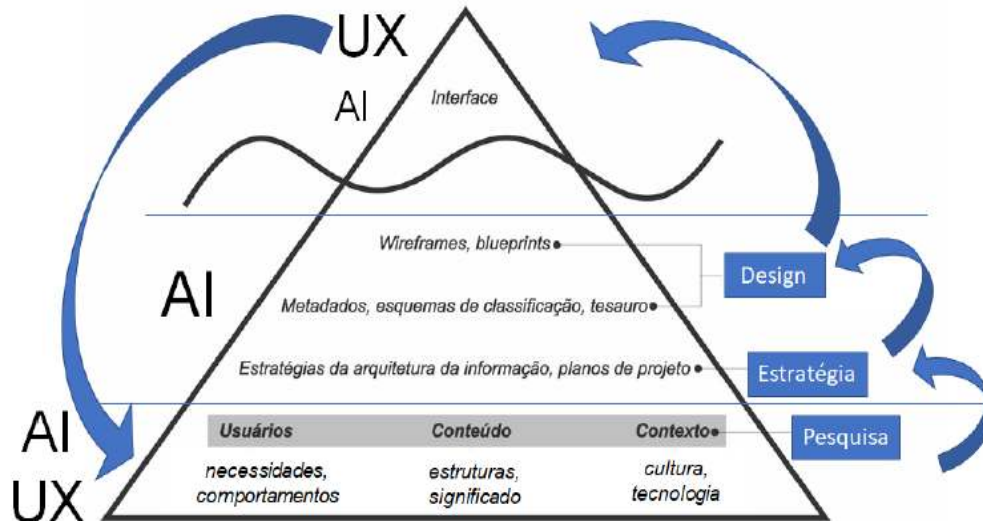 UX
AI
Interface
Wireframes, blueprints
Design
AI
Metadados, esquemas de classificação, tesauro
Estratégias da arquitetura da informação, planos de projeto
Estratégia
AI
Usuários Conteúdo Contexto
Pesquisa
necessidades, estruturas, cultura,
comportamentos significado tecnologia
UX